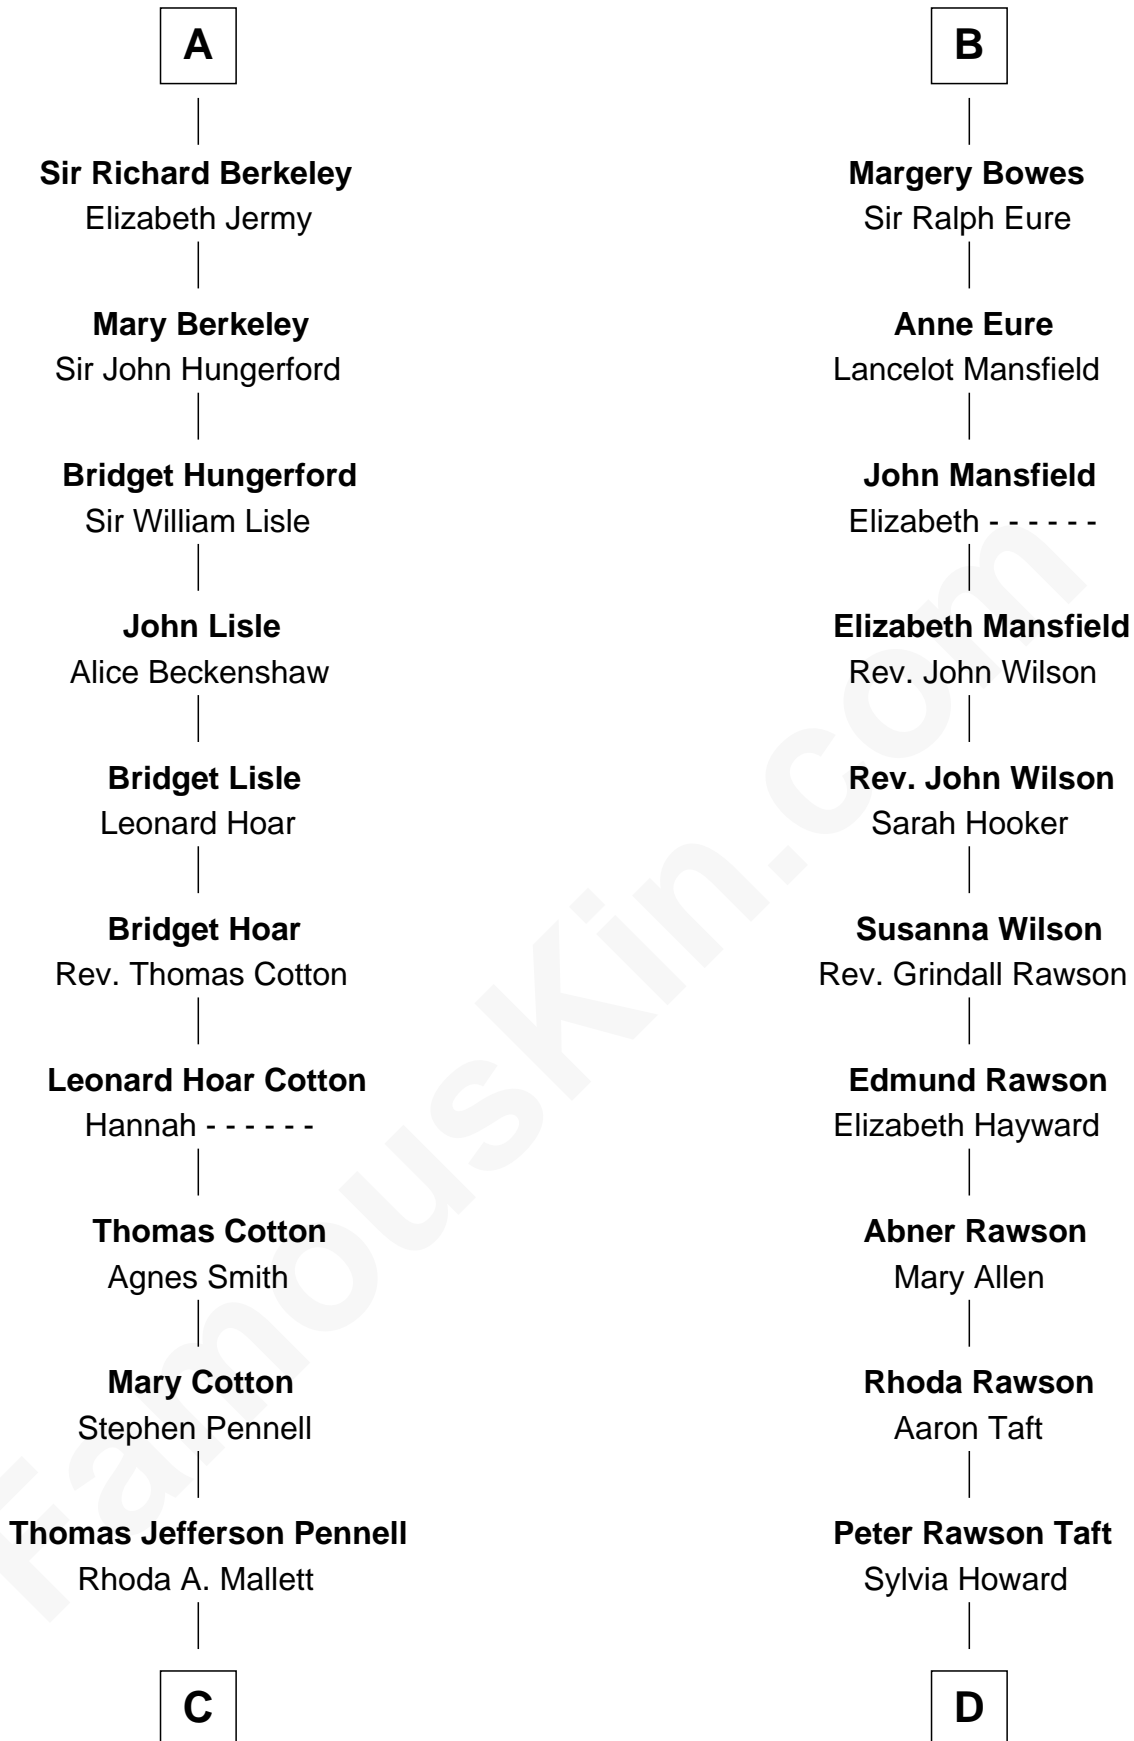 A
Sir Richard Berkeley
Elizabeth Jermy
Mary Berkeley
Sir John Hungerford
Bridget Hungerford
Sir William Lisle
John Lisle
Alice Beckenshaw
Bridget Lisle
Leonard Hoar
Bridget Hoar
Rev. Thomas Cotton
Leonard Hoar Cotton
Hannah - - - - - -
Thomas Cotton
Agnes Smith
Mary Cotton
Stephen Pennell
Thomas Jefferson Pennell
Rhoda A. Mallett
C
B
Margery Bowes
Sir Ralph Eure
Anne Eure
Lancelot Mansfield
John Mansfield
Elizabeth - - - - - -
Elizabeth Mansfield
Rev. John Wilson
Rev. John Wilson
Sarah Hooker
Susanna Wilson
Rev. Grindall Rawson
Edmund Rawson
Elizabeth Hayward
Abner Rawson
Mary Allen
Rhoda Rawson
Aaron Taft
Peter Rawson Taft
Sylvia Howard
D
FamousKin.com